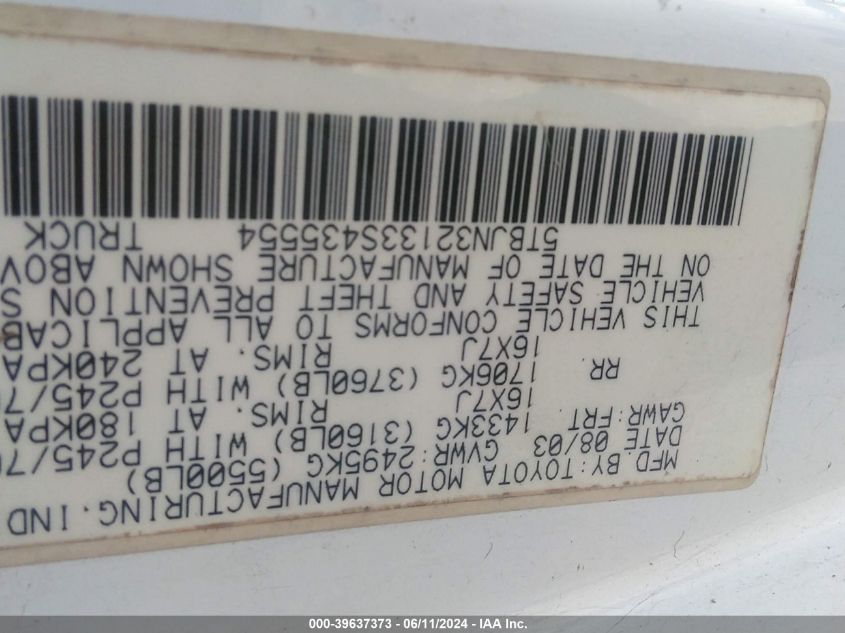 MFD BY: TOYOTA MOTOR MANUFACTURING. IND
DATE 08/03 GVWR: 2495KG (5500LB)
GAWR: FRT. 1433KG (3160LB) WITH P245/70
16X7J RIMS. AT 180KPA
RR. 1706KG (3760LB) WITH P245/70
16X7J RIMS. AT 240KPA
THIS VEHICLE CONFORMS TO ALL APPLICAB
VEHICLE SAFETY AND THEFT PREVENTION S
ON THE DATE OF MANUFACTURE SHOWN ABOV
5TBJN32133S435554 TRUCK
000-39637373 - 06/11/2024 - IAA Inc.